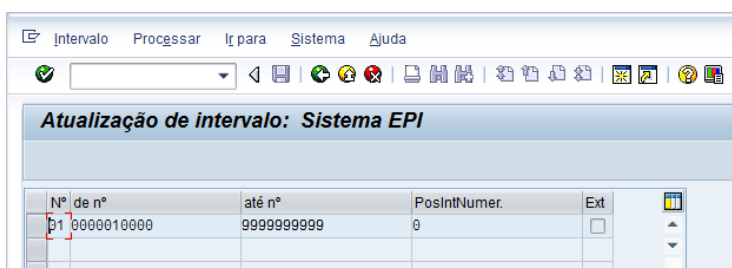 Intervalo Processar Ir para Sistema Ajuda
Atualização de intervalo: Sistema EPI
Nº de nº até nº PosIntNumer. Ext
01 0000010000 9999999999 0